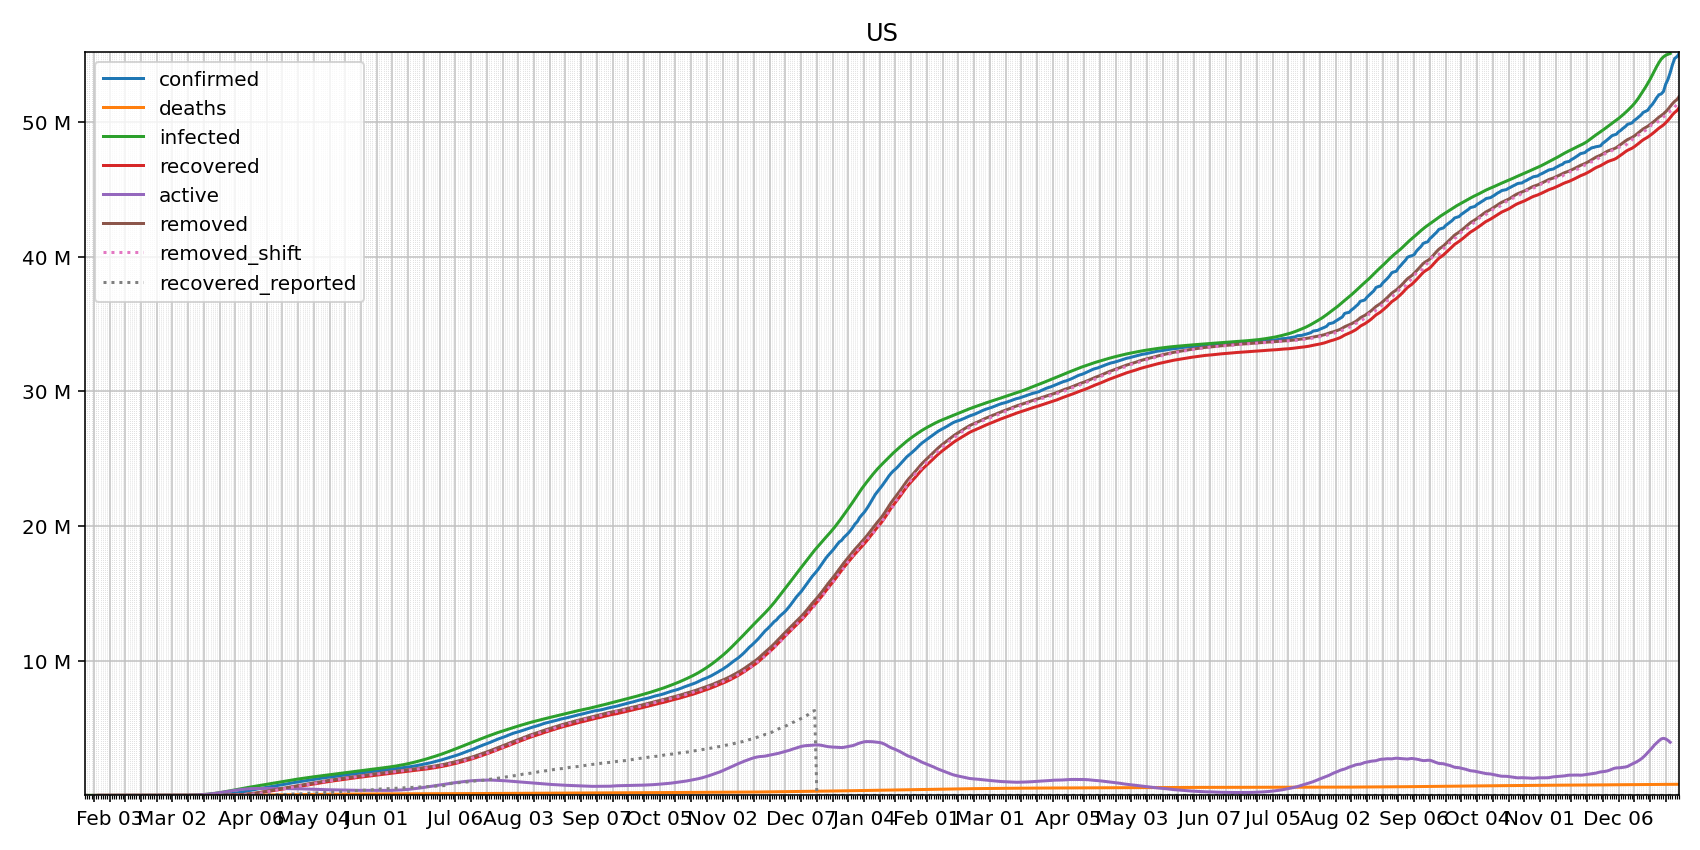 US
confirmed
deaths
infected
recovered
active
removed
removed_shift
recovered_reported
50 M
40 M
30 M
20 M
10 M
Feb 03 Mar 02 Apr 06 May 04 Jun 01 Jul 06 Aug 03 Sep 07 Oct 05 Nov 02 Dec 07 Jan 04 Feb 01 Mar 01 Apr 05 May 03 Jun 07 Jul 05 Aug 02 Sep 06 Oct 04 Nov 01 Dec 06